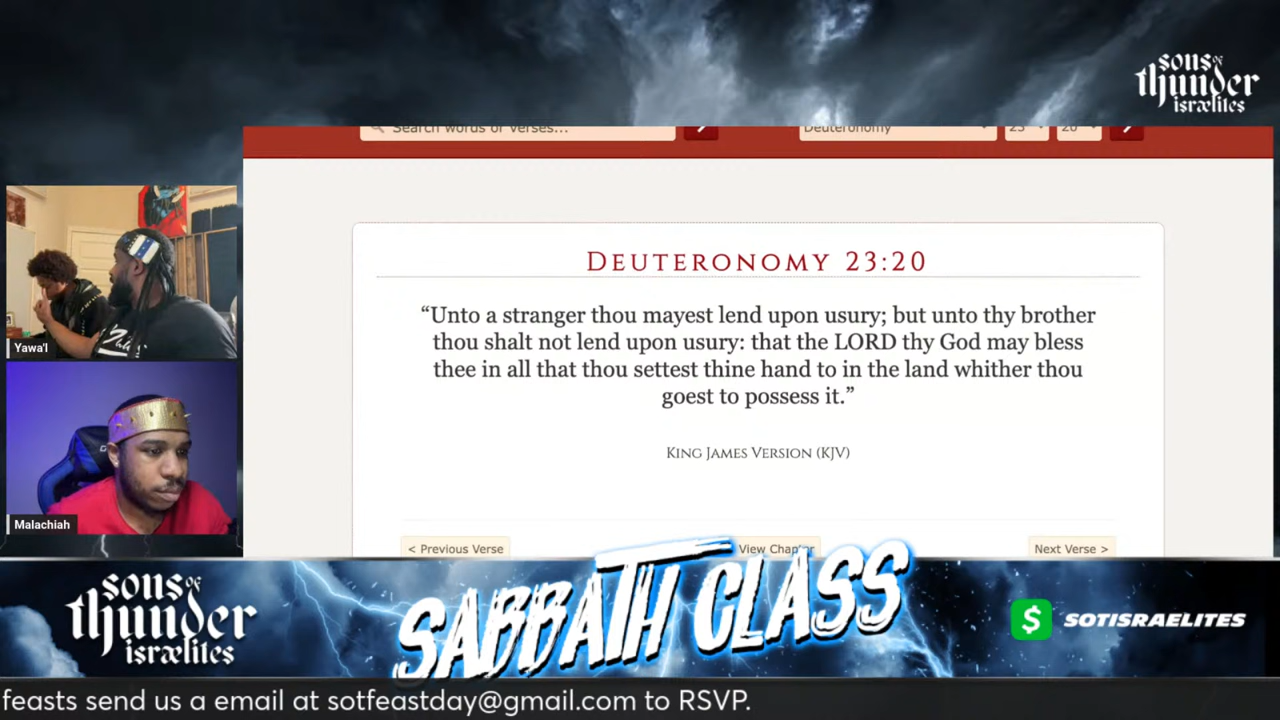 sons of
thunder
israelites
Search words or verses...
Deuteronomy
23
20
DEUTERONOMY 23:20
“Unto a stranger thou mayest lend upon usury; but unto thy brother
thou shalt not lend upon usury: that the LORD thy God may bless
thee in all that thou settest thine hand to in the land whither thou
goest to possess it.”
KING JAMES VERSION (KJV)
< Previous Verse
View Chapter
Next Verse >
Yawa'l
Malachiah
sons of
thunder
israelites
SABBATH CLASS
$ SOTISRAELITES
feasts send us a email at sotfeastday@gmail.com to RSVP.